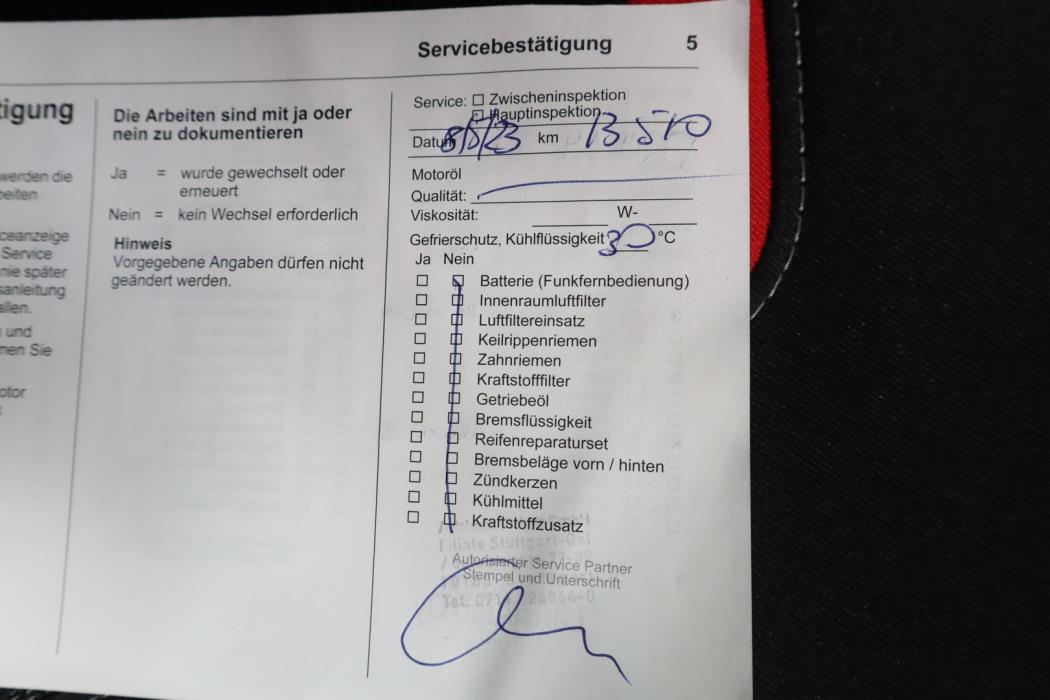 Servicebestätigung 5
tigung
werden die
eiten
ceanzeige
Service
nie später
sanleitung
llen.
und
nen Sie
otor
Die Arbeiten sind mit ja oder
nein zu dokumentieren
Ja = wurde gewechselt oder
erneuert
Nein = kein Wechsel erforderlich
Hinweis
Vorgegebene Angaben dürfen nicht
geändert werden.
Service: Zwischeninspektion
Hauptinspektion
Datum 8/5/23 km 13 510
Motoröl
Qualität:
Viskosität: W-
Gefrierschutz, Kühlflüssigkeit 30 °C
Ja Nein
Batterie (Funkfernbedienung)
Innenraumluftfilter
Luftfiltereinsatz
Keilrippenriemen
Zahnriemen
Kraftstofffilter
Getriebeöl
Bremsflüssigkeit
Reifenreparaturset
Bremsbeläge vorn / hinten
Zündkerzen
Kühlmittel
Kraftstoffzusatz
Filiale Stuttgart-Ost
Autorisierter Service Partner
Stempel und Unterschrift
Tel.